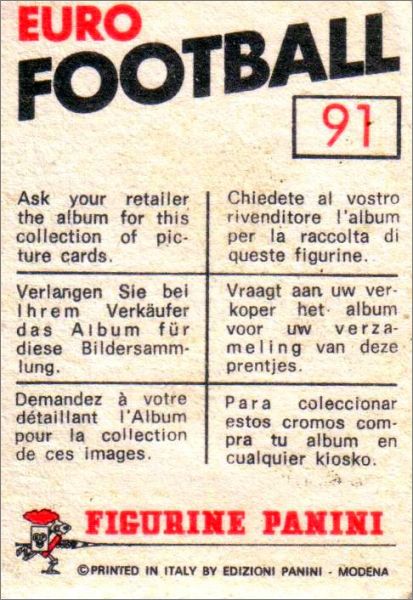 EURO
FOOTBALL
91
Ask your retailer
the album for this
collection of pic-
ture cards.
Chiedete al vostro
rivenditore l'album
per la raccolta di
queste figurine.
Verlangen Sie bei
Ihrem Verkäufer
das Album für
diese Bildersamm-
lung.
Vraagt aan uw ver-
koper het album
voor uw verza-
meling van deze
prentjes.
Demandez à votre
détaillant l'Album
pour la collection
de ces images.
Para coleccionar
estos cromos com-
pra tu album en
cualquier kiosko.
FIGURINE PANINI
©PRINTED IN ITALY BY EDIZIONI PANINI - MODENA